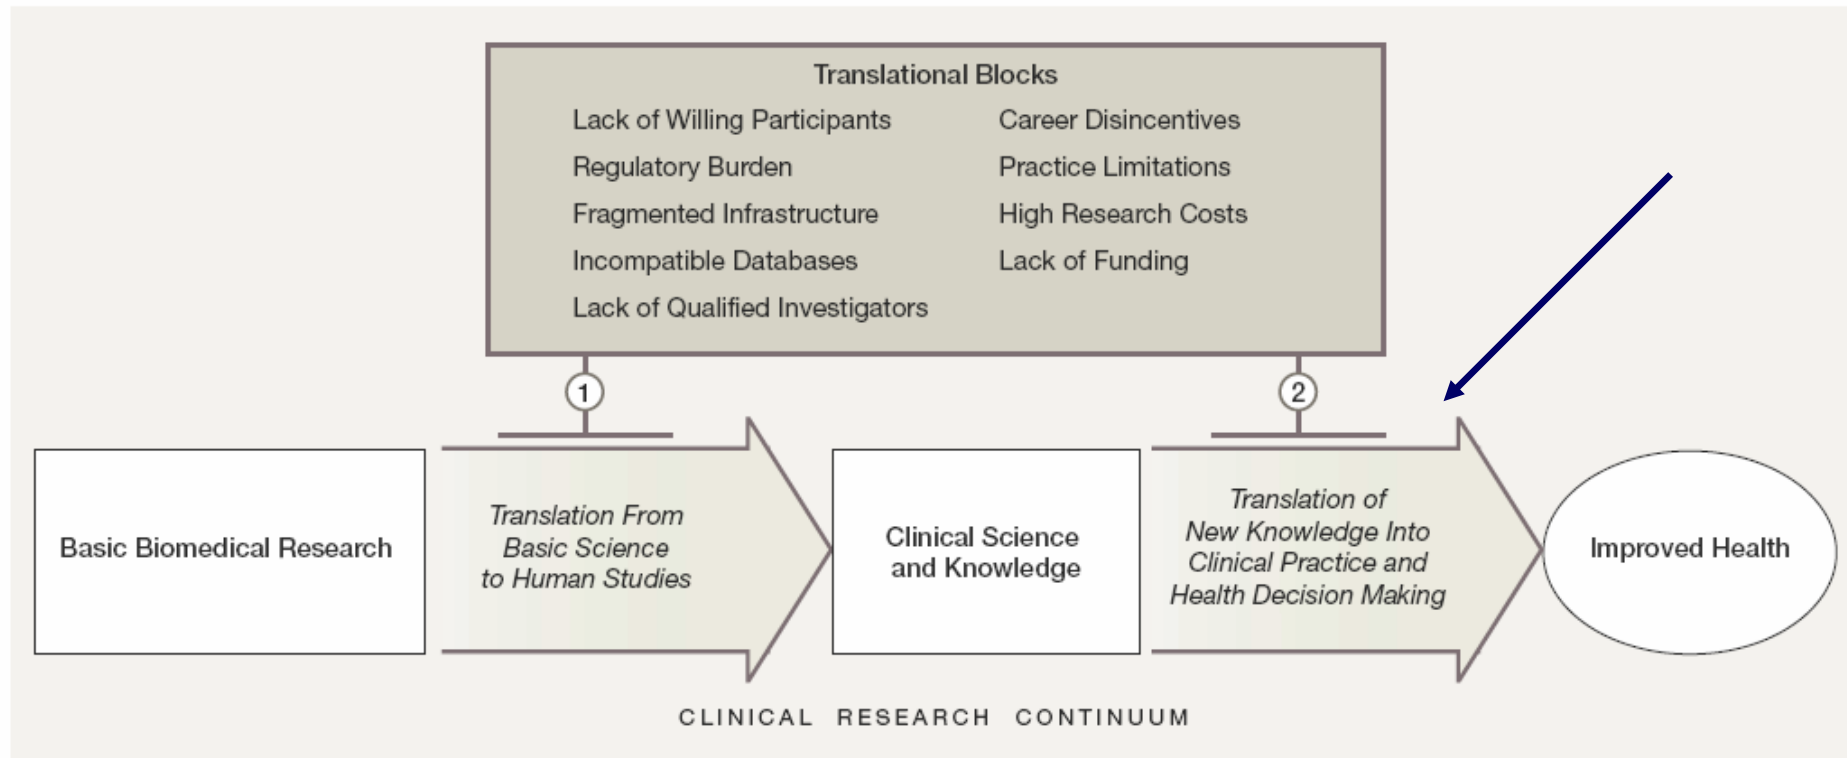 Translational Blocks
Lack of Willing Participants
Regulatory Burden
Fragmented Infrastructure
Incompatible Databases
Lack of Qualified Investigators
Career Disincentives
Practice Limitations
High Research Costs
Lack of Funding
1
2
Basic Biomedical Research
Translation From
Basic Science
to Human Studies
Clinical Science
and Knowledge
Translation of
New Knowledge Into
Clinical Practice and
Health Decision Making
Improved Health
CLINICAL RESEARCH CONTINUUM